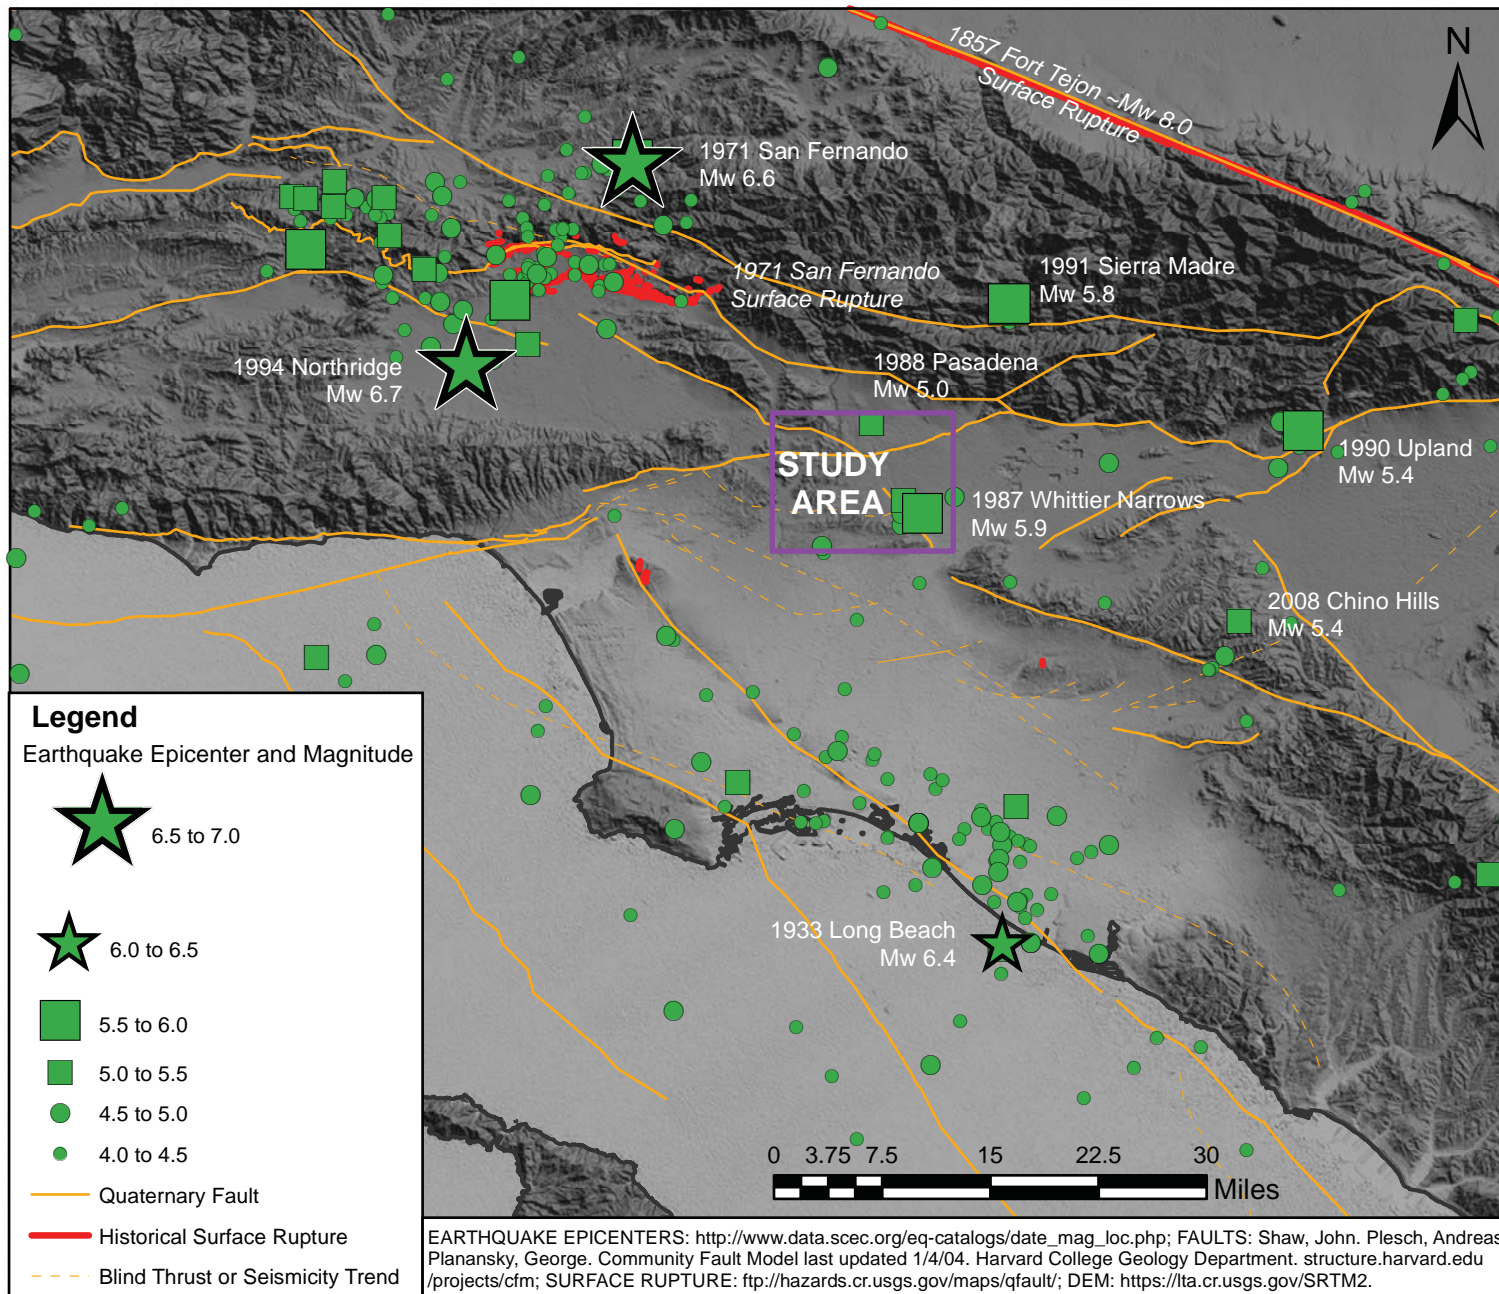 1857 Fort Tejon ~Mw 8.0
Surface Rupture
N
1971 San Fernando
Mw 6.6
1971 San Fernando
Surface Rupture
1991 Sierra Madre
Mw 5.8
1994 Northridge
Mw 6.7
1988 Pasadena
Mw 5.0
STUDY
AREA
1990 Upland
Mw 5.4
1987 Whittier Narrows
Mw 5.9
2008 Chino Hills
Mw 5.4
1933 Long Beach
Mw 6.4
Legend
Earthquake Epicenter and Magnitude
6.5 to 7.0
6.0 to 6.5
5.5 to 6.0
5.0 to 5.5
4.5 to 5.0
4.0 to 4.5
Quaternary Fault
Historical Surface Rupture
Blind Thrust or Seismicity Trend
0 3.75 7.5 15 22.5 30
Miles
EARTHQUAKE EPICENTERS: http://www.data.scec.org/eq-catalogs/date_mag_loc.php; FAULTS: Shaw, John. Plesch, Andreas
Planansky, George. Community Fault Model last updated 1/4/04. Harvard College Geology Department. structure.harvard.edu
/projects/cfm; SURFACE RUPTURE: ftp://hazards.cr.usgs.gov/maps/qfault/; DEM: https://lta.cr.usgs.gov/SRTM2.